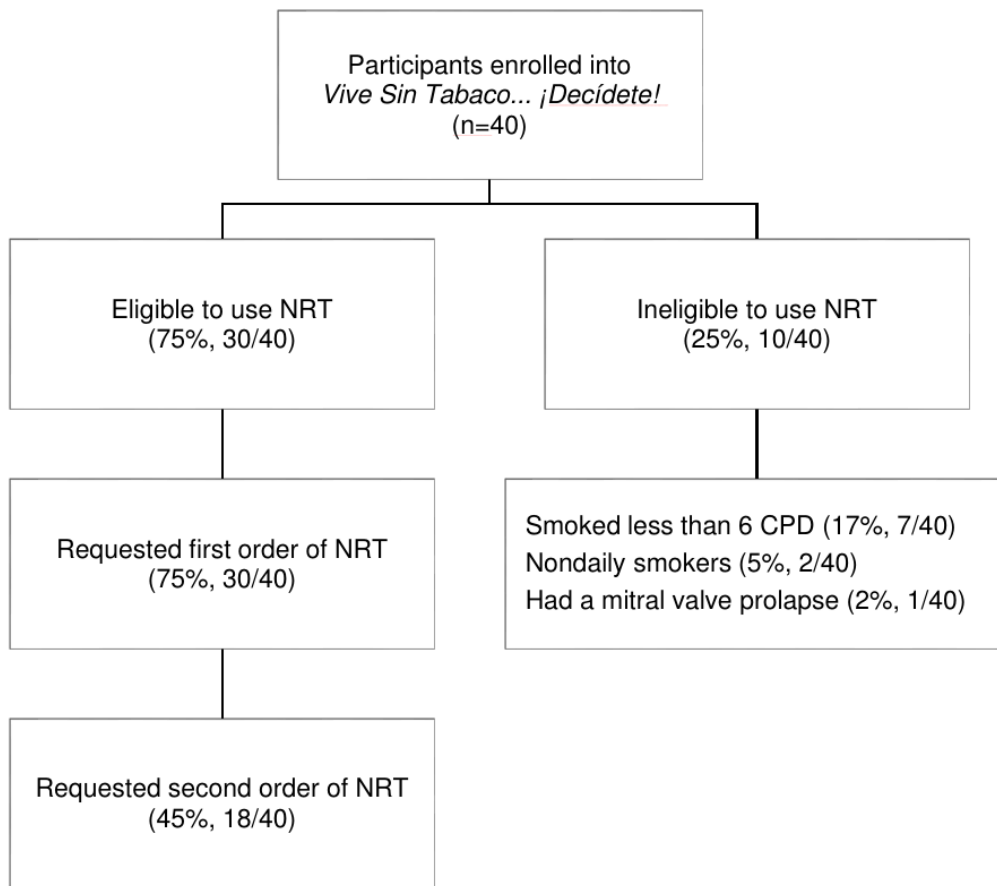 Participants enrolled into
Vive Sin Tabaco... ¡Decídete!
(n=40)
Eligible to use NRT
(75%, 30/40)
Ineligible to use NRT
(25%, 10/40)
Requested first order of NRT
(75%, 30/40)
Smoked less than 6 CPD (17%, 7/40)
Nondaily smokers (5%, 2/40)
Had a mitral valve prolapse (2%, 1/40)
Requested second order of NRT
(45%, 18/40)